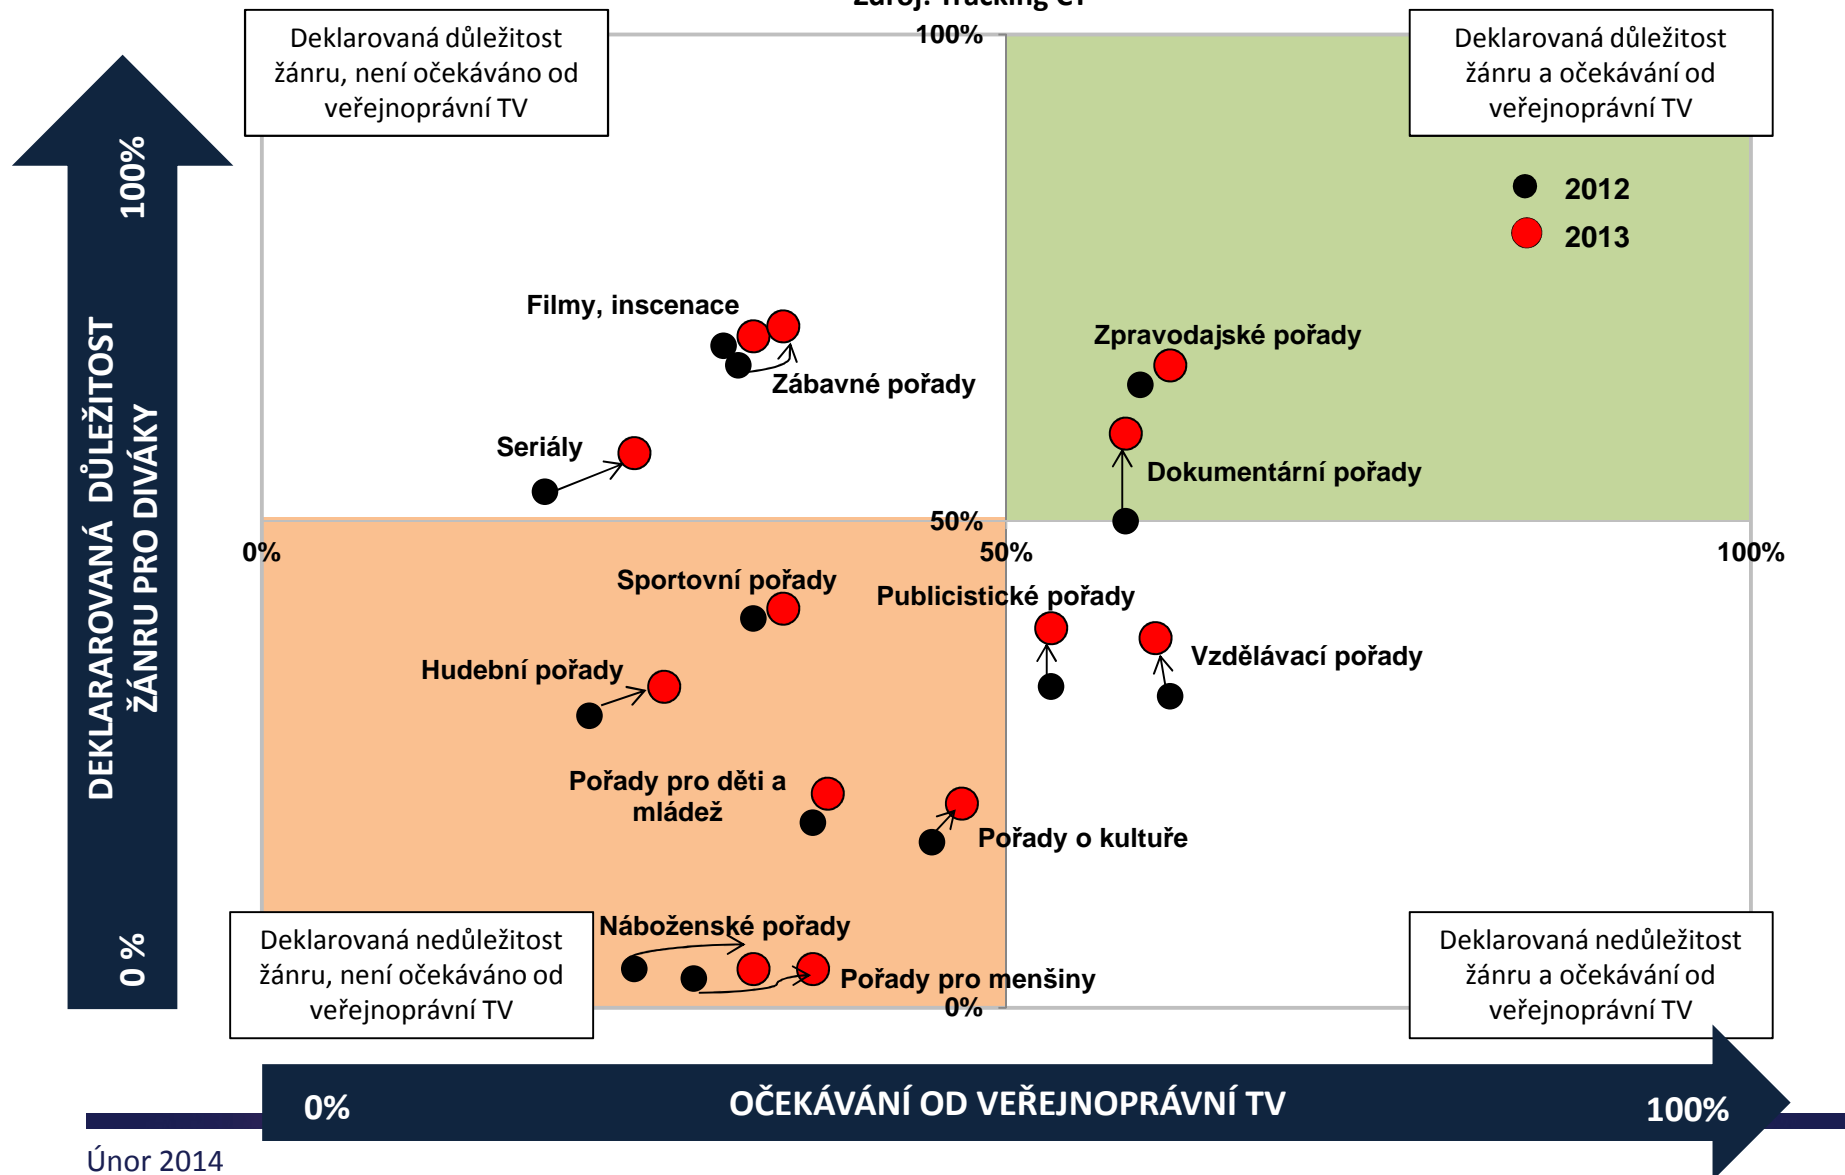 Zdroj: Tracking ČT
100%
Deklarovaná důležitost
žánru, není očekáváno od
veřejnoprávní TV
Deklarovaná důležitost
žánru a očekávání od
veřejnoprávní TV
100%
2012
2013
Filmy, inscenace
Zpravodajské pořady
Zábavné pořady
Seriály
Dokumentární pořady
DEKLARAROVANÁ DŮLEŽITOST
ŽÁNRU PRO DIVÁKY
50%
0%
50%
100%
Sportovní pořady
Publicistické pořady
Hudební pořady
Vzdělávací pořady
Pořady pro děti a
mládež
Pořady o kultuře
Náboženské pořady
Pořady pro menšiny
0%
0 %
Deklarovaná nedůležitost
žánru, není očekáváno od
veřejnoprávní TV
Deklarovaná nedůležitost
žánru a očekávání od
veřejnoprávní TV
0%
OČEKÁVÁNÍ OD VEŘEJNOPRÁVNÍ TV
100%
Únor 2014